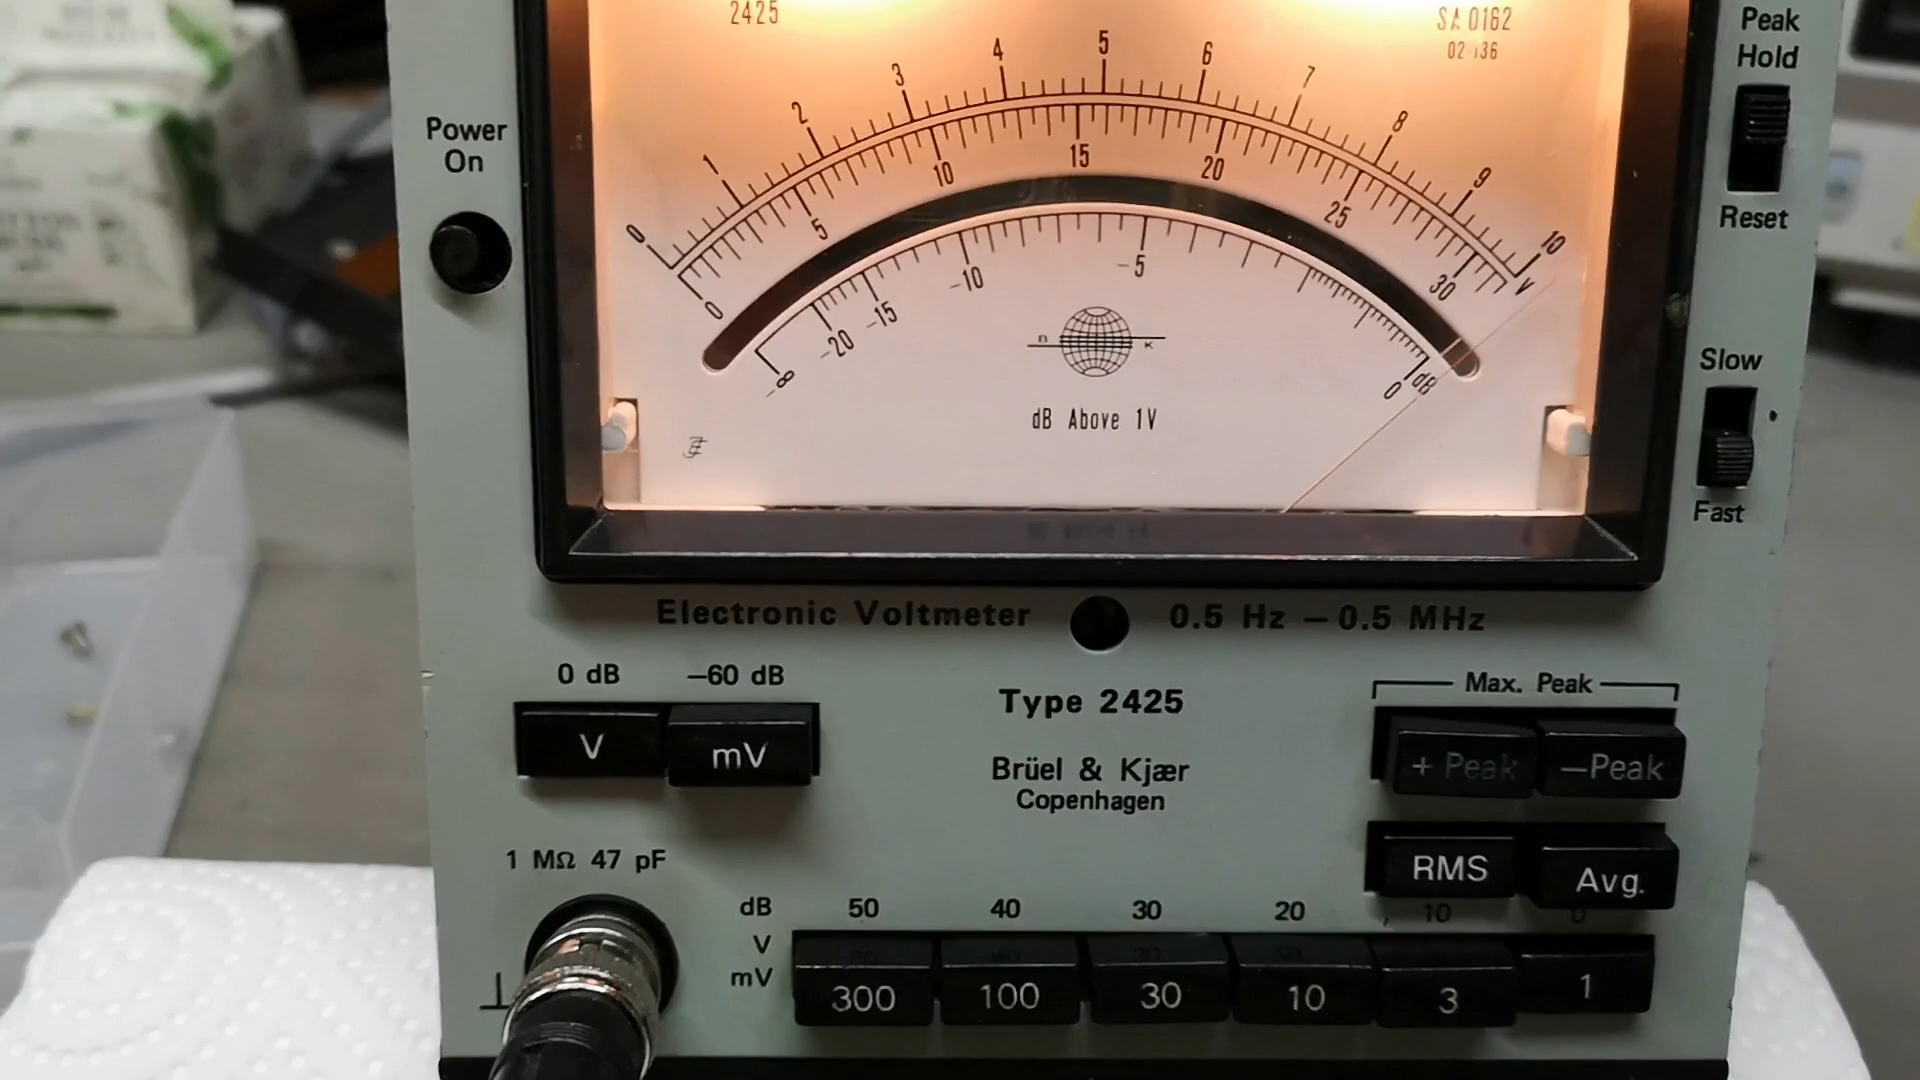 2425
SA 0162
Peak
Hold
Reset
Power
On
0 1 2 3 4 5 6 7 8 9 10
V
0 5 10 15 20 25 30
-∞ -20 -15 -10 -5 0 dB
B K
dB Above 1V
Slow
Fast
Electronic Voltmeter 0.5 Hz – 0.5 MHz
0 dB –60 dB
V mV
Type 2425
Brüel & Kjær
Copenhagen
Max. Peak
+ Peak –Peak
RMS Avg.
1 MΩ 47 pF
dB 50 40 30 20 10 0
V
mV 300 100 30 10 3 1